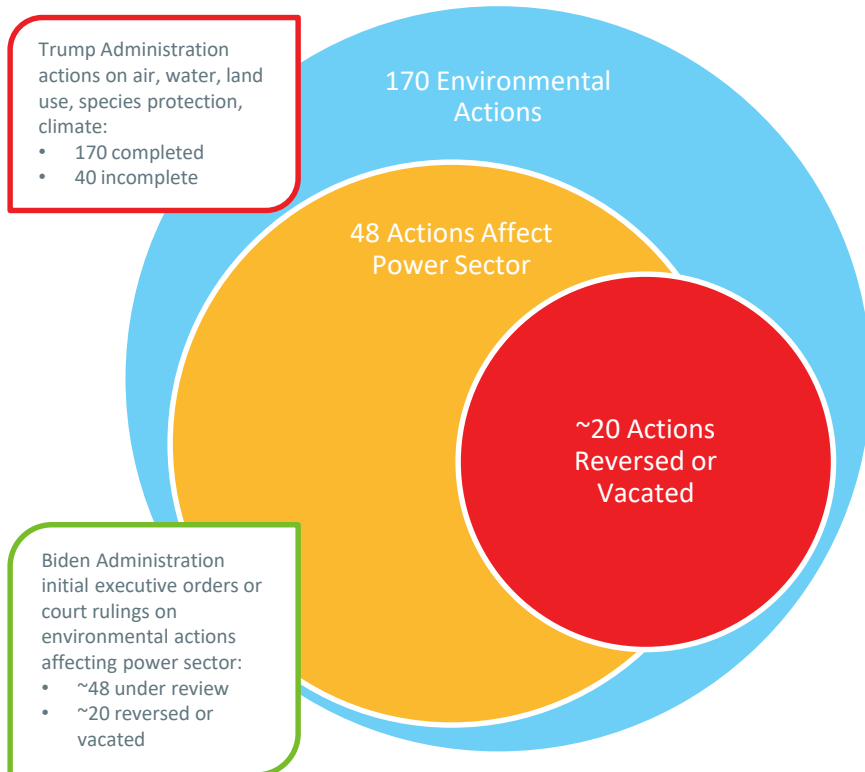 Trump Administration
actions on air, water, land
use, species protection,
climate:
• 170 completed
• 40 incomplete
170 Environmental
Actions
48 Actions Affect
Power Sector
~20 Actions
Reversed or
Vacated
Biden Administration
initial executive orders or
court rulings on
environmental actions
affecting power sector:
• ~48 under review
• ~20 reversed or
vacated